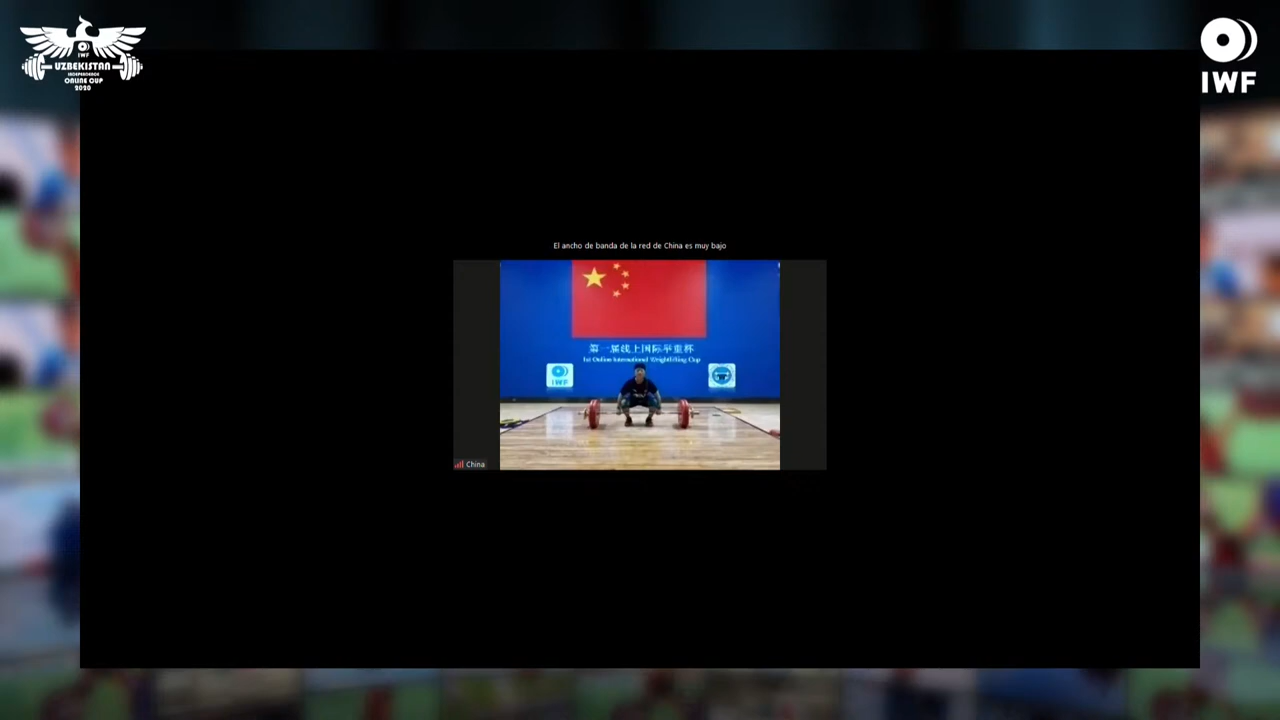 IWF
UZBEKISTAN
INDEPENDENCE
ONLINE CUP
2020
IWF
El ancho de banda de la red de China es muy bajo
第一届线上国际举重杯
1st Online International Weightlifting Cup
IWF
China